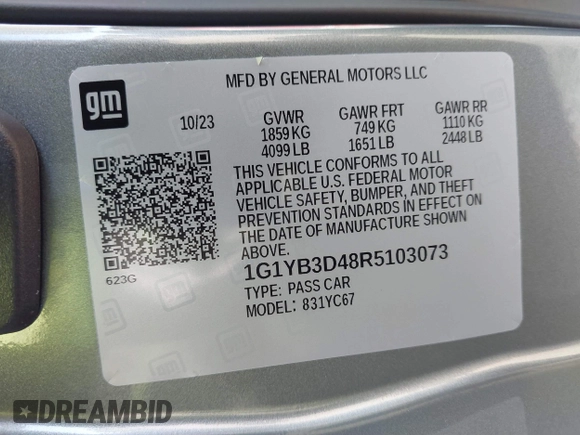 gm
MFD BY GENERAL MOTORS LLC
10/23
GVWR GAWR FRT GAWR RR
1859 KG 749 KG 1110 KG
4099 LB 1651 LB 2448 LB
THIS VEHICLE CONFORMS TO ALL
APPLICABLE U.S. FEDERAL MOTOR
VEHICLE SAFETY, BUMPER, AND THEFT
PREVENTION STANDARDS IN EFFECT ON
THE DATE OF MANUFACTURE SHOWN
ABOVE.
623G
1G1YB3D48R5103073
TYPE: PASS CAR
MODEL: 831YC67
DREAMBID